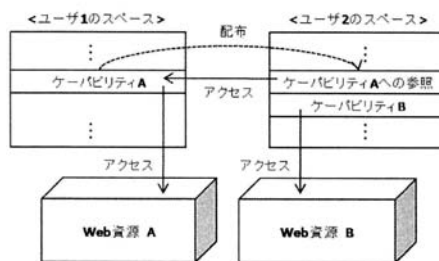 <ユーザ1のスペース>
<ユーザ2のスペース>
配布
ケーパビリティA
アクセス
ケーパビリティAへの参照
ケーパビリティB
アクセス
アクセス
Web資源 A
Web資源 B